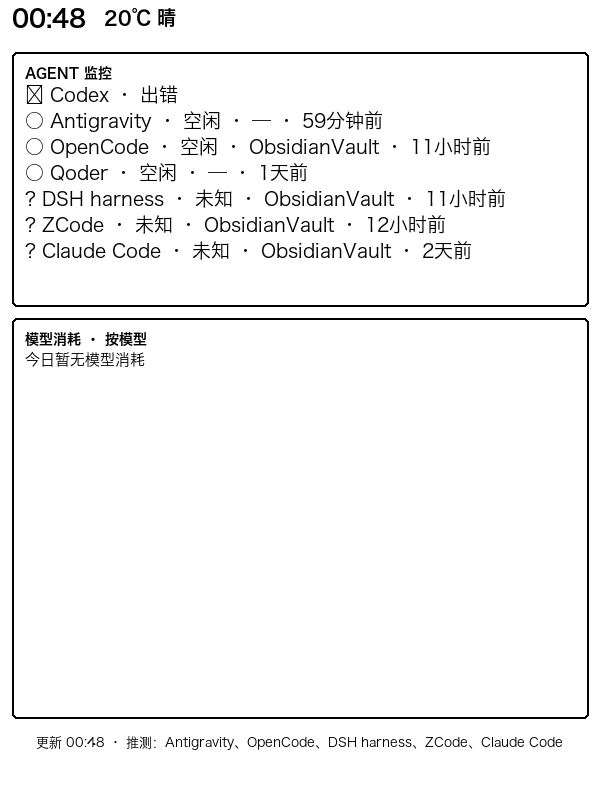 00:48 20℃ 晴
AGENT 监控
☒ Codex · 出错
○ Antigravity · 空闲 · — · 59分钟前
○ OpenCode · 空闲 · ObsidianVault · 11小时前
○ Qoder · 空闲 · — · 1天前
? DSH harness · 未知 · ObsidianVault · 11小时前
? ZCode · 未知 · ObsidianVault · 12小时前
? Claude Code · 未知 · ObsidianVault · 2天前
模型消耗 · 按模型
今日暂无模型消耗
更新 00:48 · 推测：Antigravity、OpenCode、DSH harness、ZCode、Claude Code